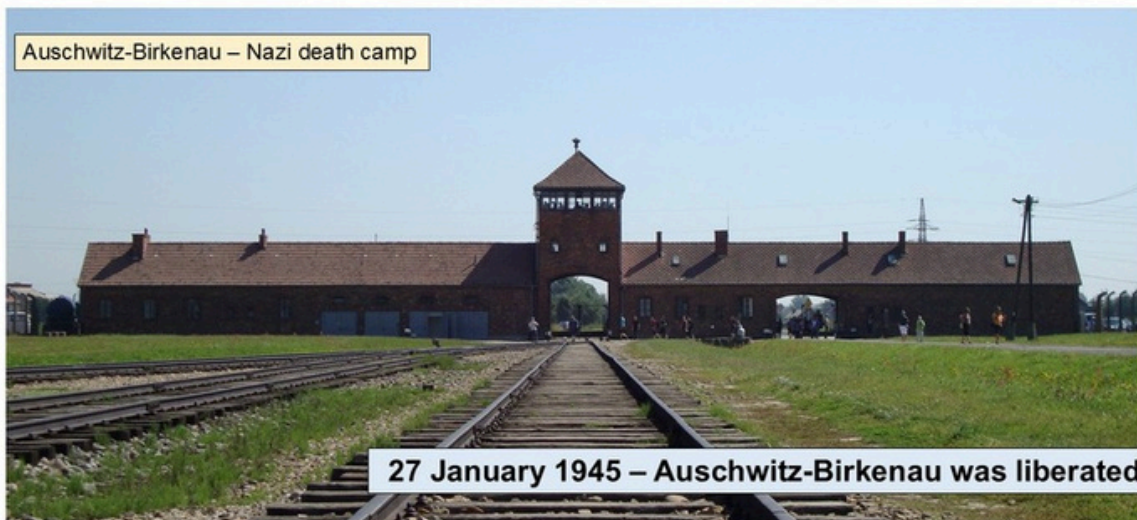 Auschwitz-Birkenau – Nazi death camp
27 January 1945 – Auschwitz-Birkenau was liberated